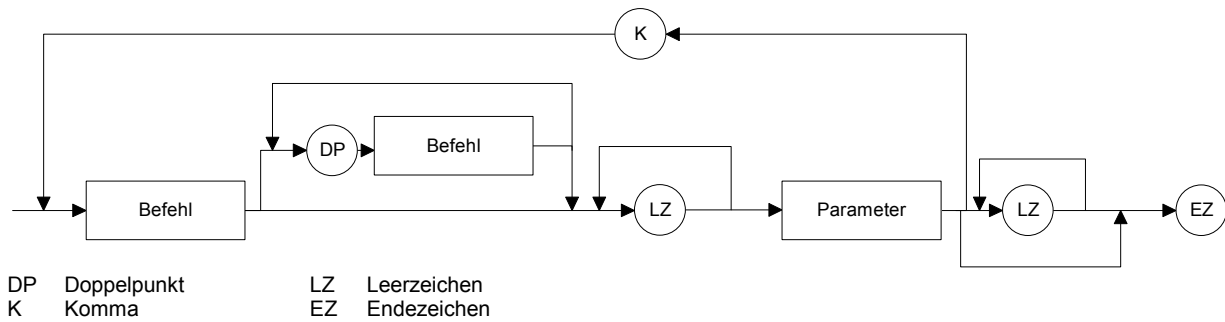 K
DP
Befehl
Befehl
LZ
Parameter
LZ
EZ
DP Doppelpunkt LZ Leerzeichen
K Komma EZ Endezeichen